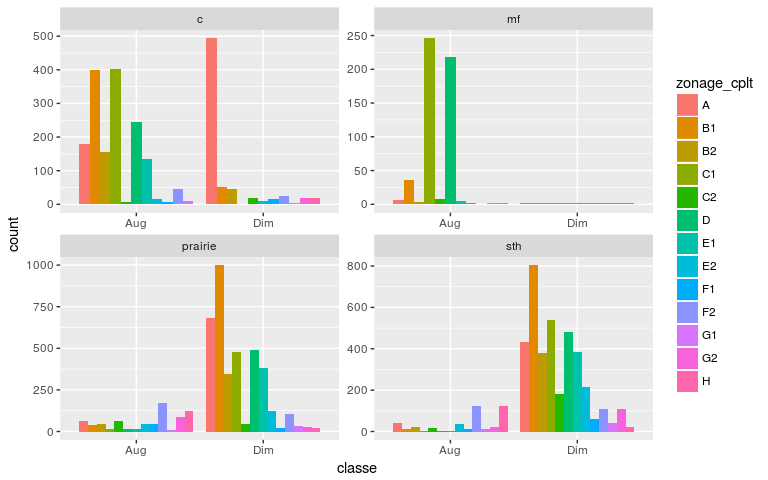 c
mf
500
400
300
200
100
0
250
200
150
100
50
0
Aug Dim
Aug Dim
prairie
sth
1000
750
500
250
0
800
600
400
200
0
Aug Dim
Aug Dim
classe
count
zonage_cplt
A
B1
B2
C1
C2
D
E1
E2
F1
F2
G1
G2
H